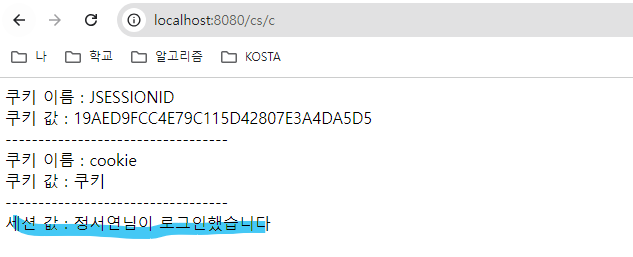 localhost:8080/cs/c
나 학교 알고리즘 KOSTA
쿠키 이름 : JSESSIONID
쿠키 값 : 19AED9FCC4E79C115D42807E3A4DA5D5
---------------------------------
쿠키 이름 : cookie
쿠키 값 : 쿠키
---------------------------------
세션 값 : 정서연님이 로그인했습니다